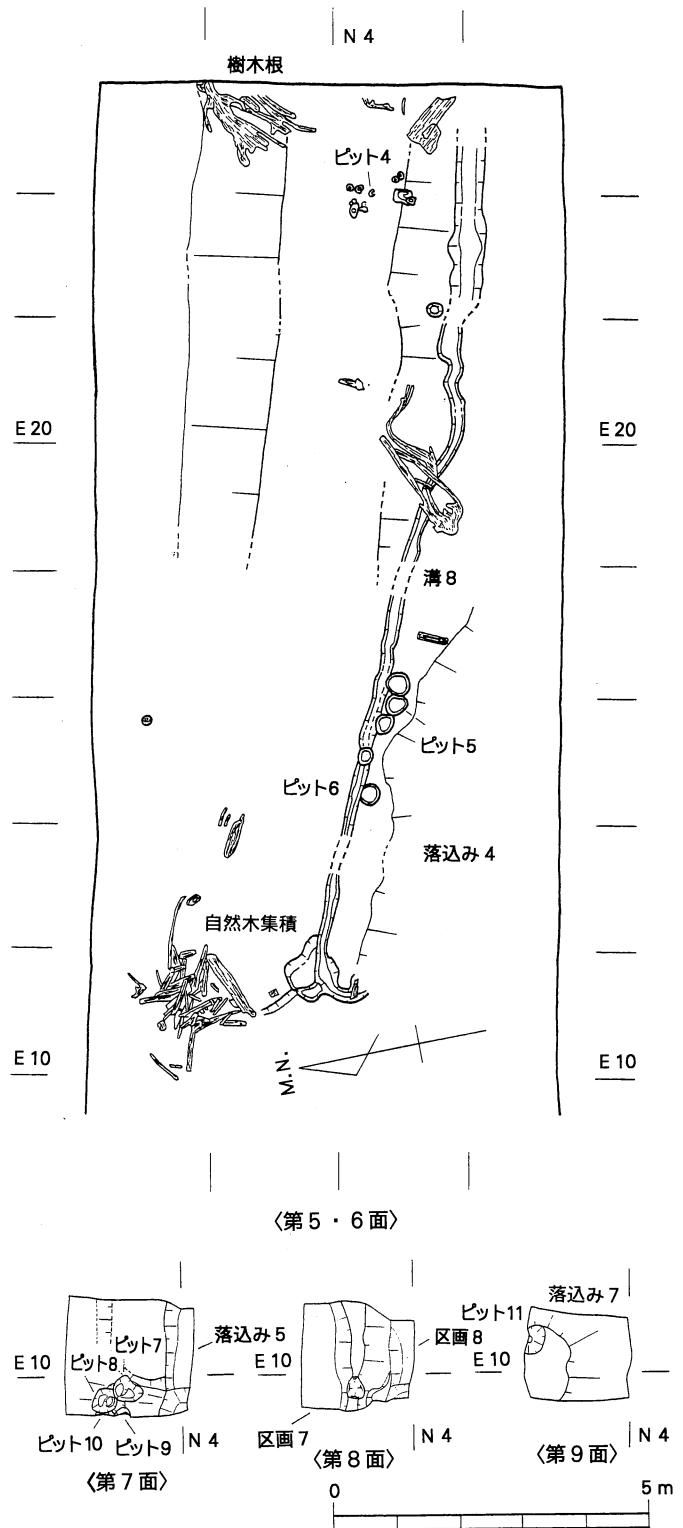 N 4
樹木根
ピット4
E 20
E 20
溝 8
ピット5
ピット6
落込み 4
自然木集積
E 10
E 10
M.N.
〈第 5 ・ 6 面〉
ピット7
ピット8
落込み 5
E 10
ピット10
ピット9
N 4
〈第 7 面〉
E 10
区画 8
区画 7
N 4
〈第 8 面〉
落込み 7
ピット11
E 10
N 4
〈第 9 面〉
0
5 m